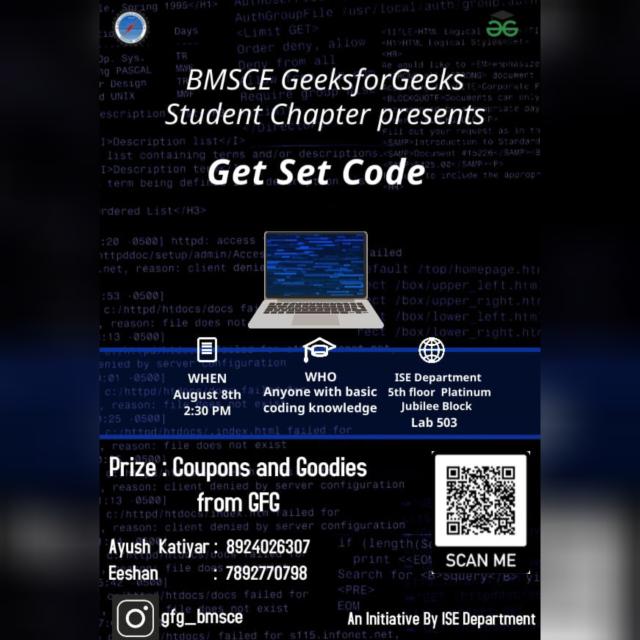 BMSCE GeeksforGeeks
Student Chapter presents
Get Set Code
WHEN
August 8th
2:30 PM
WHO
Anyone with basic
coding knowledge
ISE Department
5th floor Platinum
Jubilee Block
Lab 503
Prize : Coupons and Goodies
from GFG
Ayush Katiyar : 8924026307
Eeshan : 7892770798
SCAN ME
gfg_bmsce
An Initiative By ISE Department